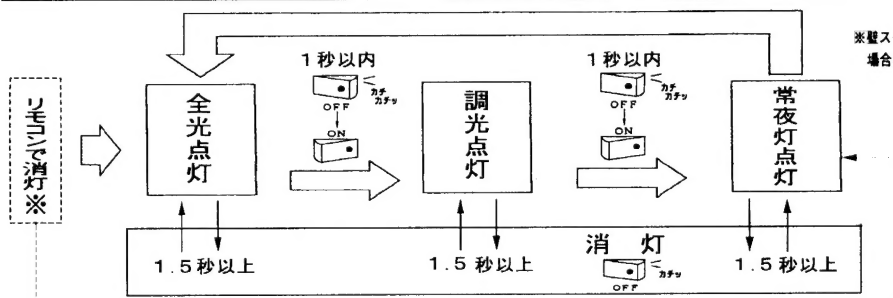 ※壁ス
場合
リモコンで消灯※
全光点灯
1秒以内
カチ
カチッ
OFF
ON
調光点灯
1秒以内
カチ
カチッ
OFF
ON
常夜灯点灯
1.5秒以上
1.5秒以上
消 灯
カチッ
OFF
1.5秒以上